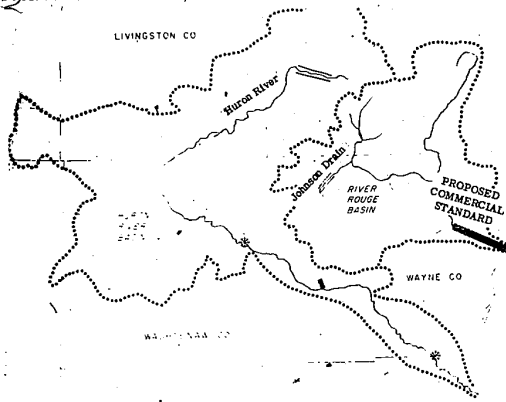 LIVINGSTON CO
Huron River
Johnson Drain
RIVER
ROUGE
BASIN
PROPOSED
COMMERCIAL
STANDARD
WAYNE CO